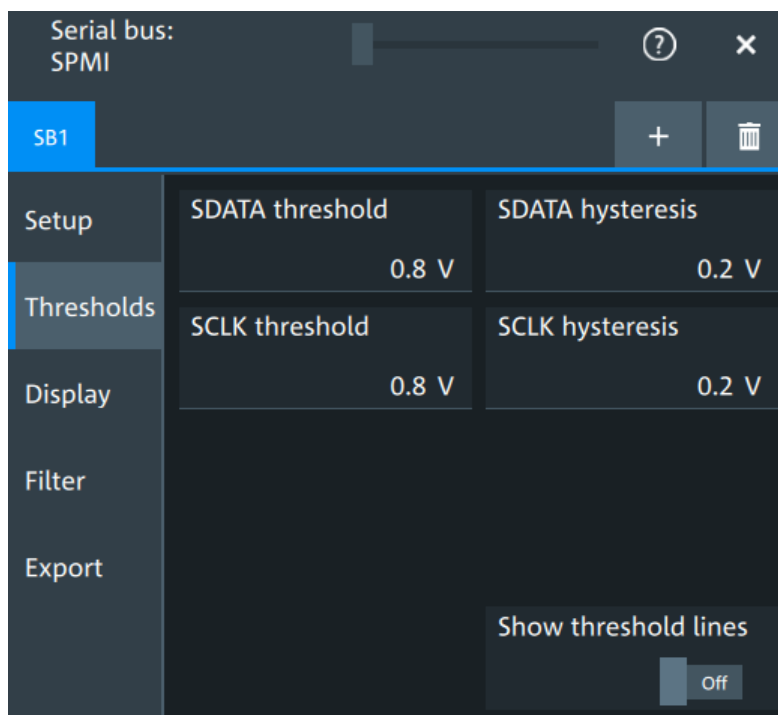 Serial bus:
SPMI
?
SB1
+
Setup
SDATA threshold
0.8 V
SDATA hysteresis
0.2 V
Thresholds
SCLK threshold
0.8 V
SCLK hysteresis
0.2 V
Display
Filter
Export
Show threshold lines
Off